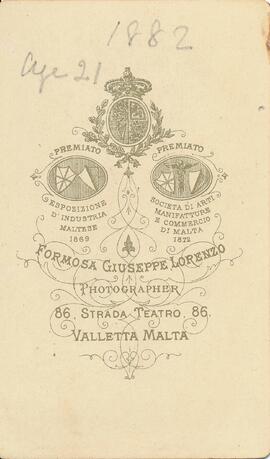 1882
Age 21
PREMIATO PREMIATO
ESPOSIZIONE
D'INDUSTRIA
MALTESE
1869
SOCIETA DI ARTI
MANIFATTURE
E COMMERCIO
DI MALTA
1872
FORMOSA GIUSEPPE LORENZO
PHOTOGRAPHER
86, STRADA TEATRO, 86,
VALLETTA MALTA